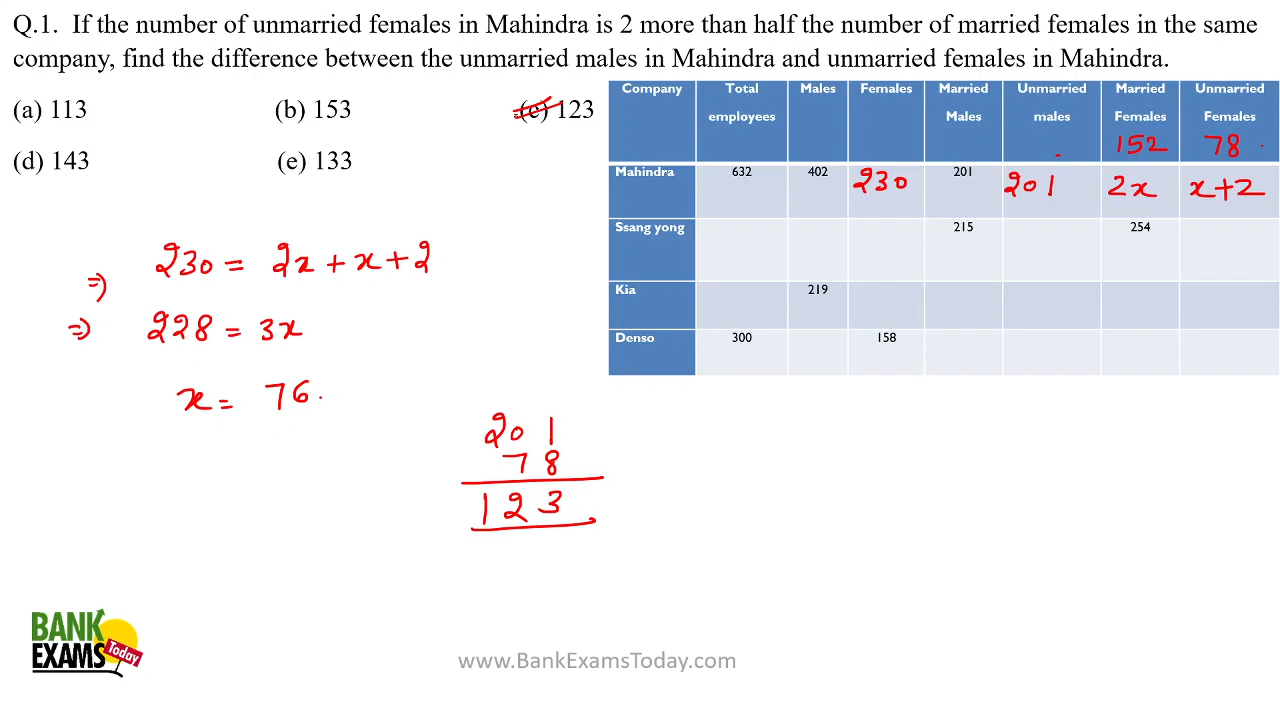 Q.1. If the number of unmarried females in Mahindra is 2 more than half the number of married females in the same
company, find the difference between the unmarried males in Mahindra and unmarried females in Mahindra.
(a) 113 (b) 153 (c) 123
(d) 143 (e) 133
Company Total Males Females Married Unmarried Married Unmarried
employees Males males Females Females
152 78
Mahindra 632 402 230 201 201 2x x+2
Ssang yong 215 254
Kia 219
Denso 300 158
⇒ 230 = 2x + x + 2
⇒ 228 = 3x
x = 76
201
78
123
BANK
EXAMS Today
www.BankExamsToday.com